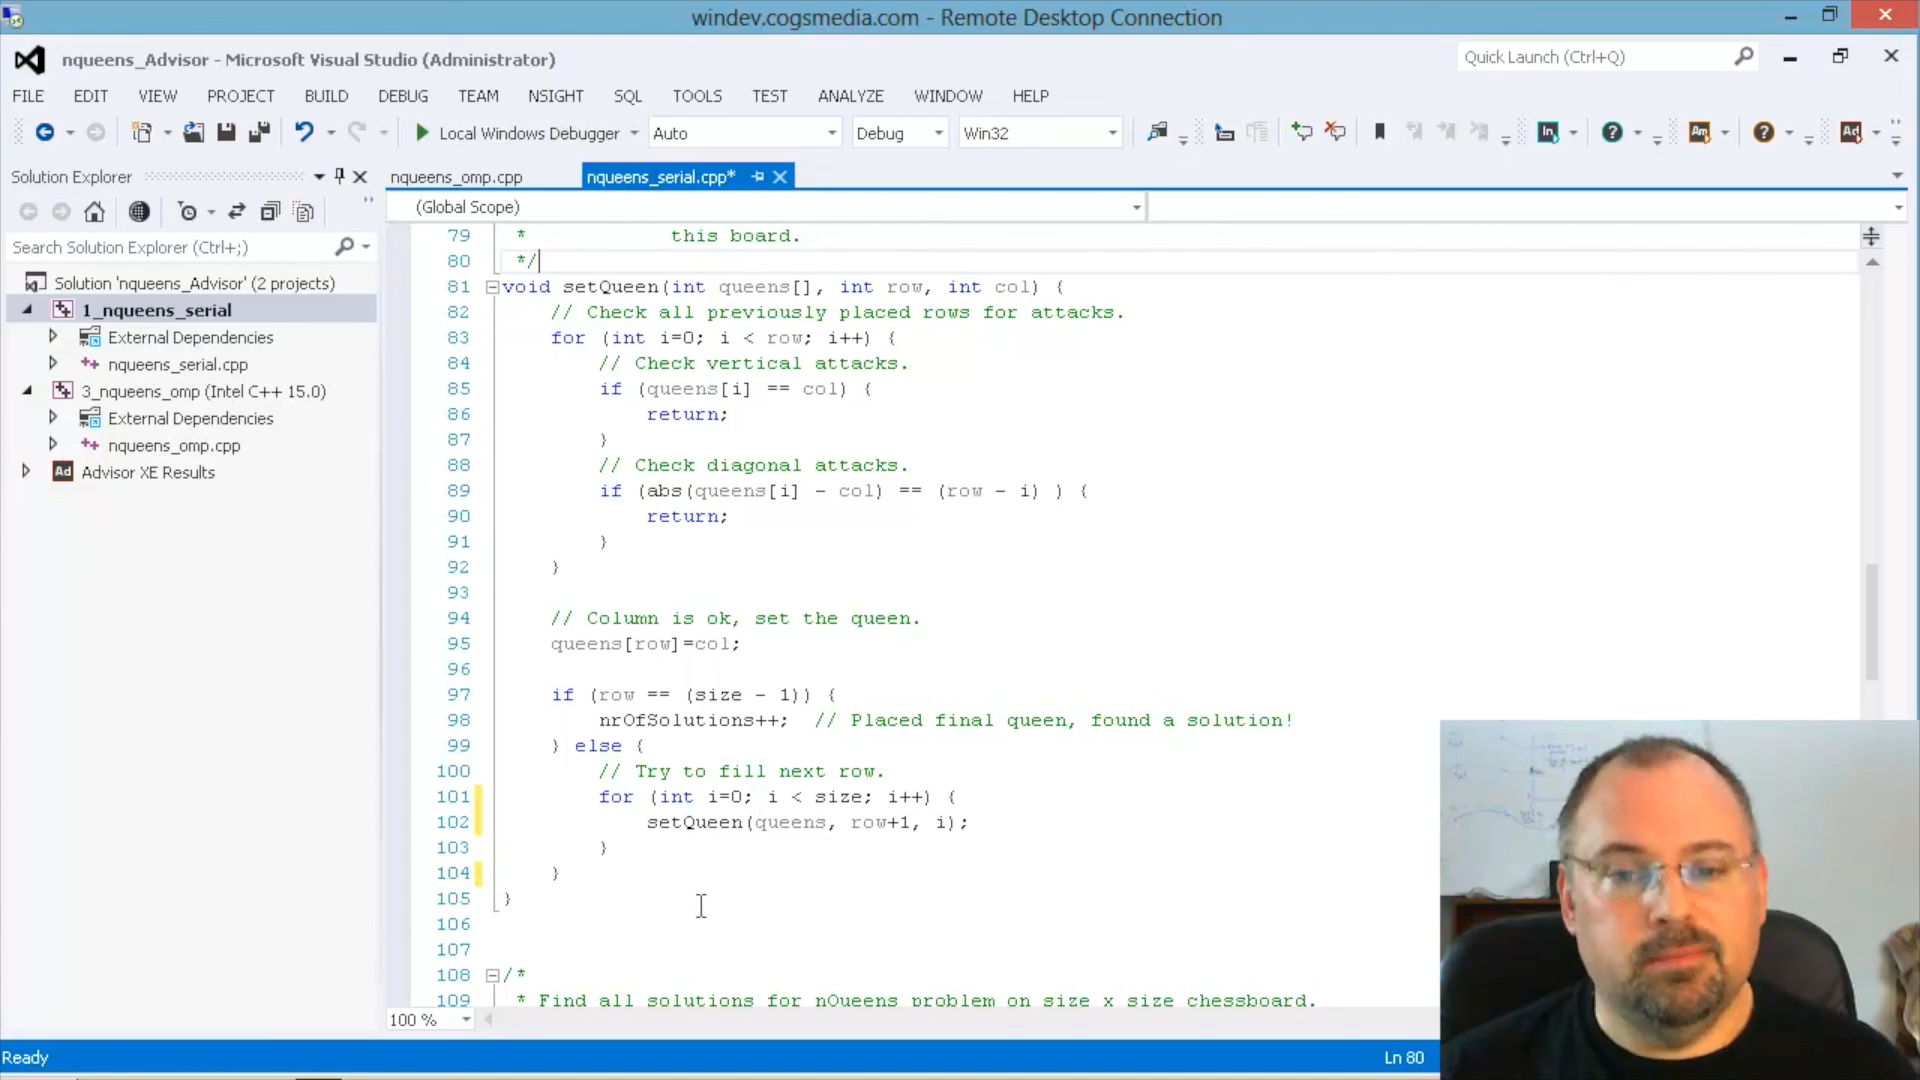 windev.cogsmedia.com - Remote Desktop Connection
nqueens_Advisor - Microsoft Visual Studio (Administrator)
Quick Launch (Ctrl+Q)
FILE EDIT VIEW PROJECT BUILD DEBUG TEAM NSIGHT SQL TOOLS TEST ANALYZE WINDOW HELP
Local Windows Debugger Auto Debug Win32 In Am Ad
Solution Explorer
nqueens_omp.cpp nqueens_serial.cpp*
(Global Scope)
Search Solution Explorer (Ctrl+;)
Solution 'nqueens_Advisor' (2 projects)
1_nqueens_serial
External Dependencies
nqueens_serial.cpp
3_nqueens_omp (Intel C++ 15.0)
External Dependencies
nqueens_omp.cpp
Ad Advisor XE Results
79 * this board.
80 */
81 void setQueen(int queens[], int row, int col) {
82 // Check all previously placed rows for attacks.
83 for (int i=0; i < row; i++) {
84 // Check vertical attacks.
85 if (queens[i] == col) {
86 return;
87 }
88 // Check diagonal attacks.
89 if (abs(queens[i] - col) == (row - i) ) {
90 return;
91 }
92 }
93
94 // Column is ok, set the queen.
95 queens[row]=col;
96
97 if (row == (size - 1)) {
98 nrOfSolutions++; // Placed final queen, found a solution!
99 } else {
100 // Try to fill next row.
101 for (int i=0; i < size; i++) {
102 setQueen(queens, row+1, i);
103 }
104 }
105 }
106
107
108 /*
109 * Find all solutions for nQueens problem on size x size chessboard.
100 %
Ready
Ln 80